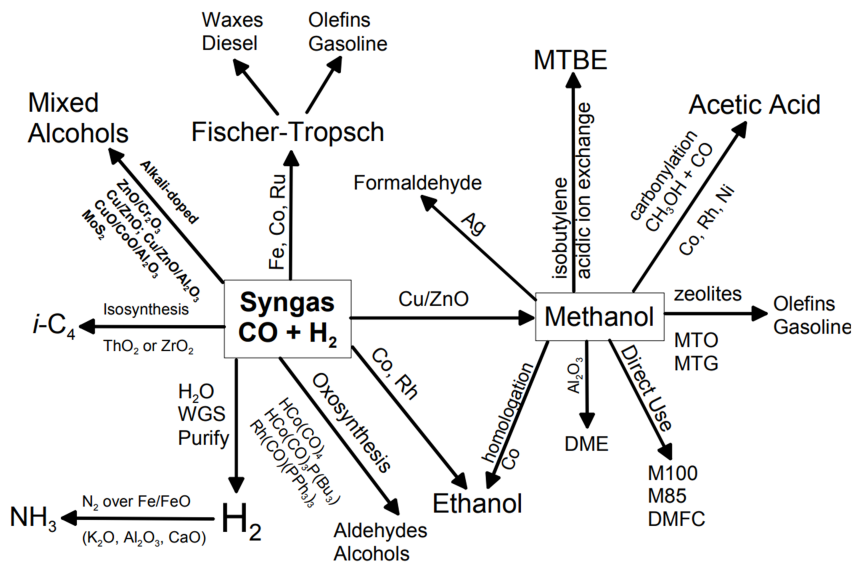 Waxes
Diesel
Olefins
Gasoline
MTBE
Mixed
Alcohols
Fischer-Tropsch
Acetic Acid
Alkali-doped
ZnO/Cr₂O₃
Cu/ZnO; Cu/ZnO/Al₂O₃
CuO/CoO/Al₂O₃
MoS₂
Fe, Co, Ru
Formaldehyde
Ag
isobutylene
acidic ion exchange
carbonylation
CH₃OH + CO
Co, Rh, Ni
Syngas
CO + H₂
Cu/ZnO
Methanol
zeolites
MTO
MTG
Olefins
Gasoline
i-C₄
Isosynthesis
ThO₂ or ZrO₂
H₂O
WGS
Purify
Oxosynthesis
HCo(CO)₄
HCo(CO)₃P(Bu₃)
Rh(CO)(PPh₃)₃
Co, Rh
homologation
Co
Al₂O₃
Direct Use
DME
M100
M85
DMFC
Ethanol
Aldehydes
Alcohols
NH₃
N₂ over Fe/FeO
(K₂O, Al₂O₃, CaO)
H₂